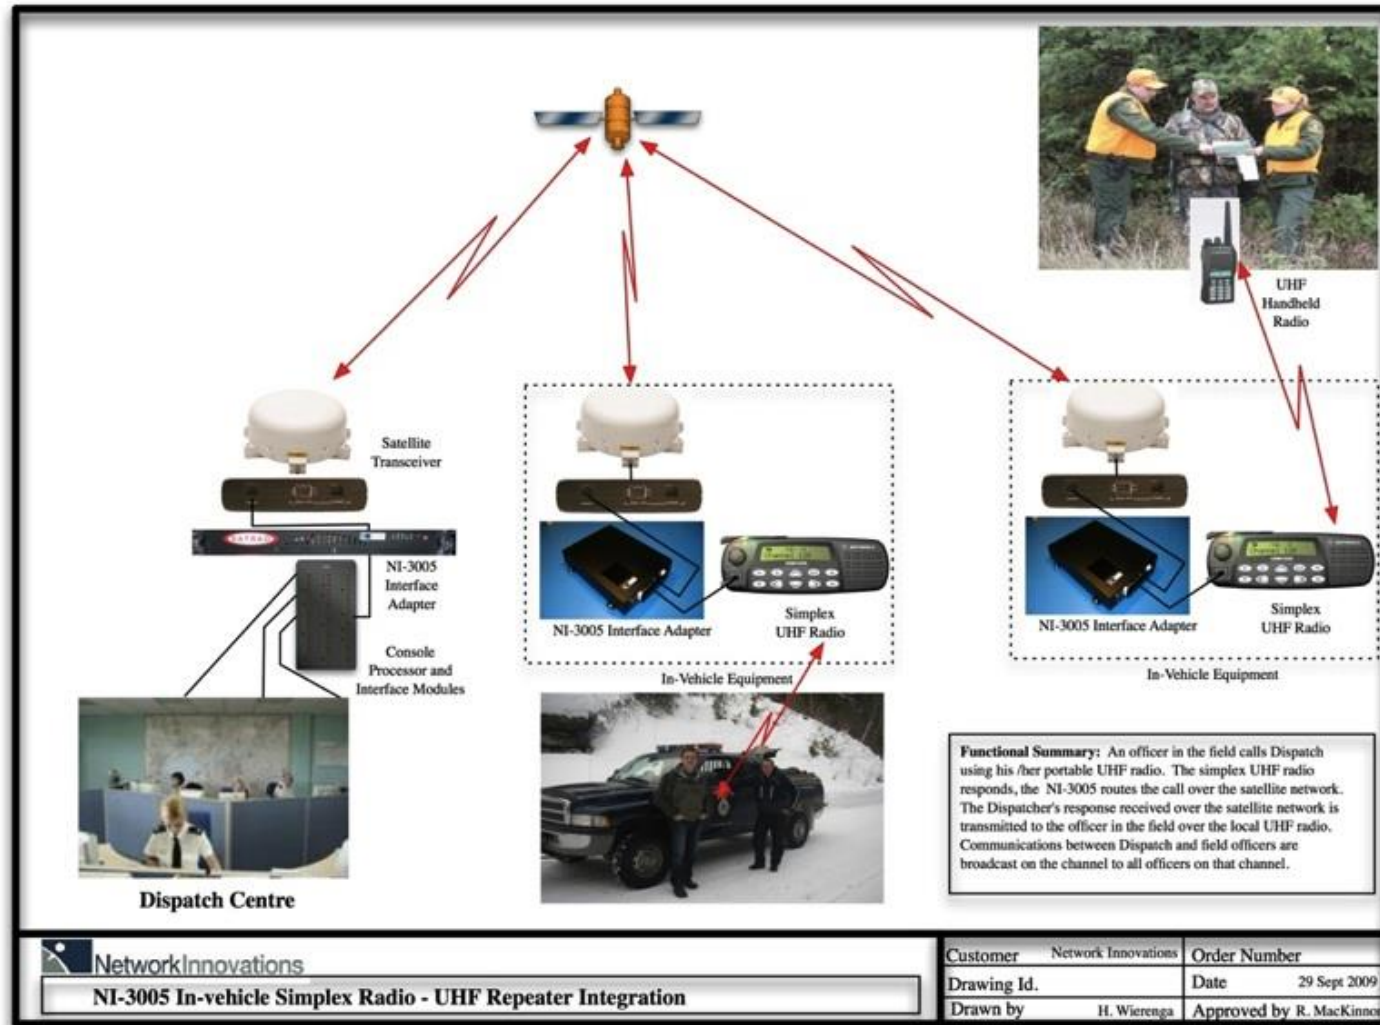 UHF
Handheld
Radio
Satellite
Transceiver
SATRAD
NI-3005
Interface
Adapter
Console
Processor and
Interface Modules
Dispatch Centre
NI-3005 Interface Adapter
Simplex
UHF Radio
In-Vehicle Equipment
NI-3005 Interface Adapter
Simplex
UHF Radio
In-Vehicle Equipment
Functional Summary: An officer in the field calls Dispatch
using his /her portable UHF radio. The simplex UHF radio
responds, the NI-3005 routes the call over the satellite network.
The Dispatcher's response received over the satellite network is
transmitted to the officer in the field over the local UHF radio.
Communications between Dispatch and field officers are
broadcast on the channel to all officers on that channel.
NetworkInnovations
NI-3005 In-vehicle Simplex Radio - UHF Repeater Integration
Customer Network Innovations Order Number
Drawing Id. Date 29 Sept 2009
Drawn by H. Wierenga Approved by R. MacKinnon